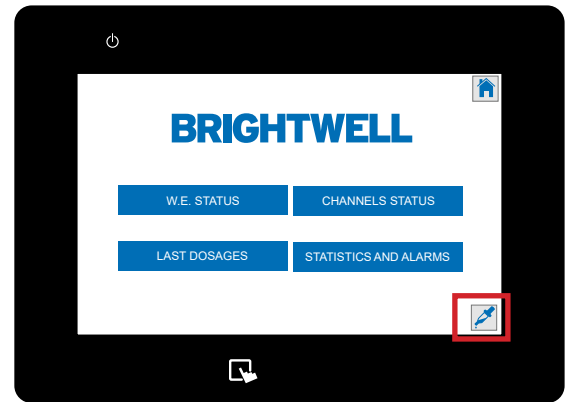 BRIGHTWELL
W.E. STATUS
CHANNELS STATUS
LAST DOSAGES
STATISTICS AND ALARMS